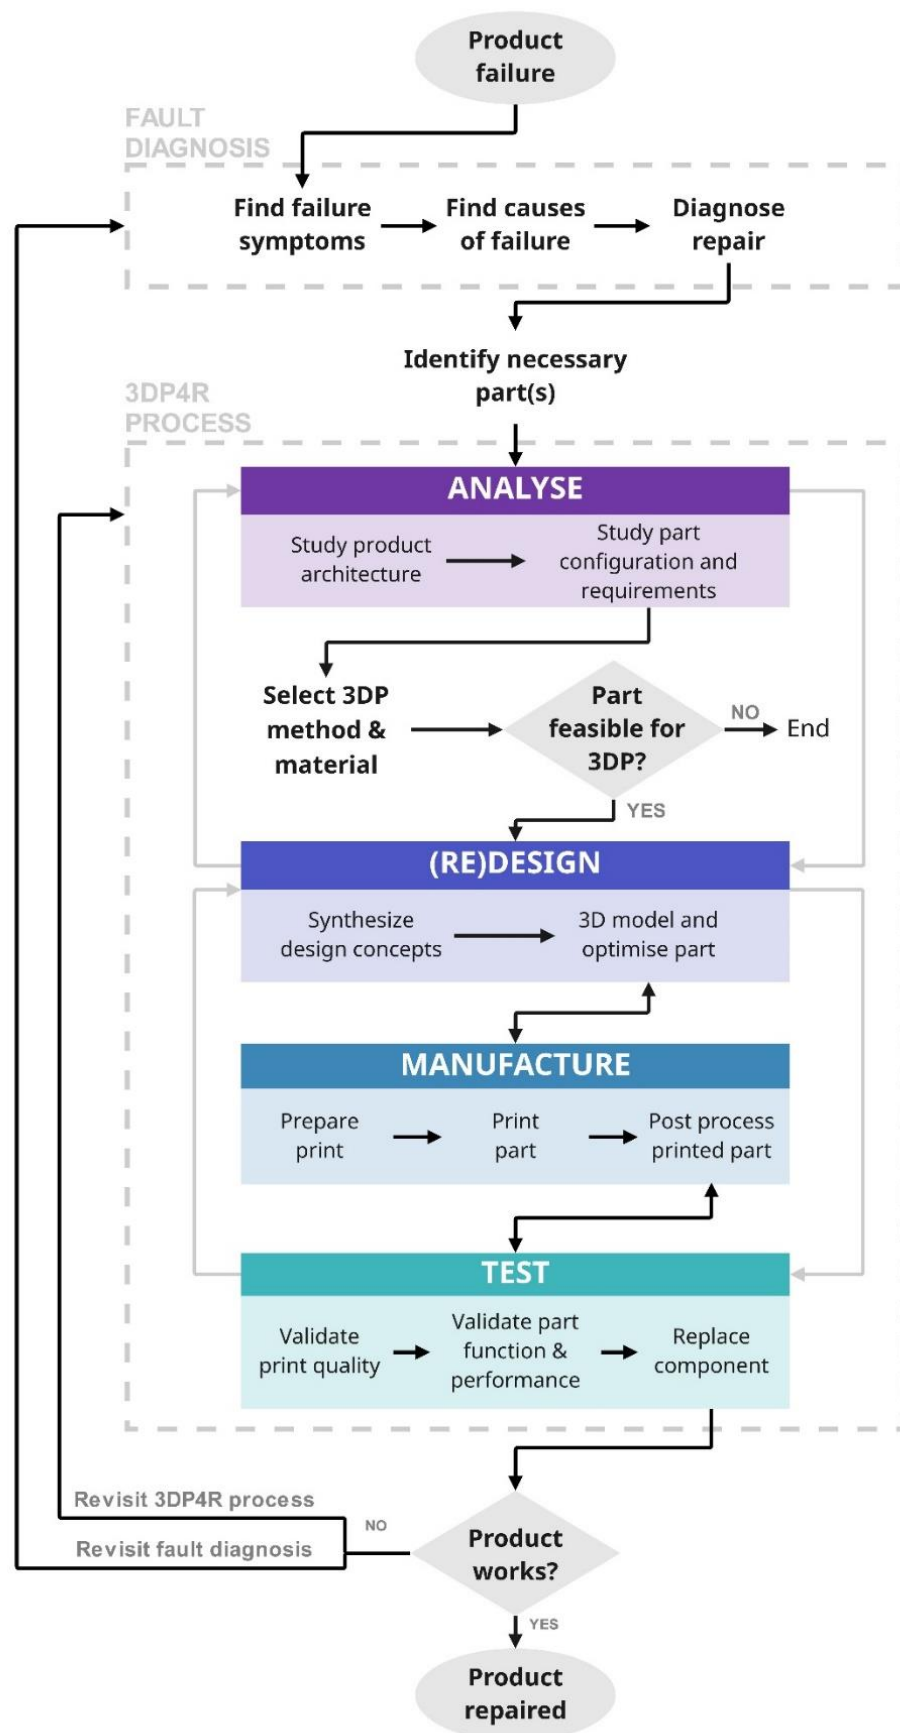 Product
failure
FAULT
DIAGNOSIS
Find failure
symptoms
Find causes
of failure
Diagnose
repair
Identify necessary
part(s)
3DP4R
PROCESS
ANALYSE
Study product
architecture
Study part
configuration and
requirements
Select 3DP
method &
material
Part
feasible for
3DP?
NO
End
YES
(RE)DESIGN
Synthesize
design concepts
3D model and
optimise part
MANUFACTURE
Prepare
print
Print
part
Post process
printed part
TEST
Validate
print quality
Validate part
function &
performance
Replace
component
Revisit 3DP4R process
NO
Revisit fault diagnosis
Product
works?
YES
Product
repaired